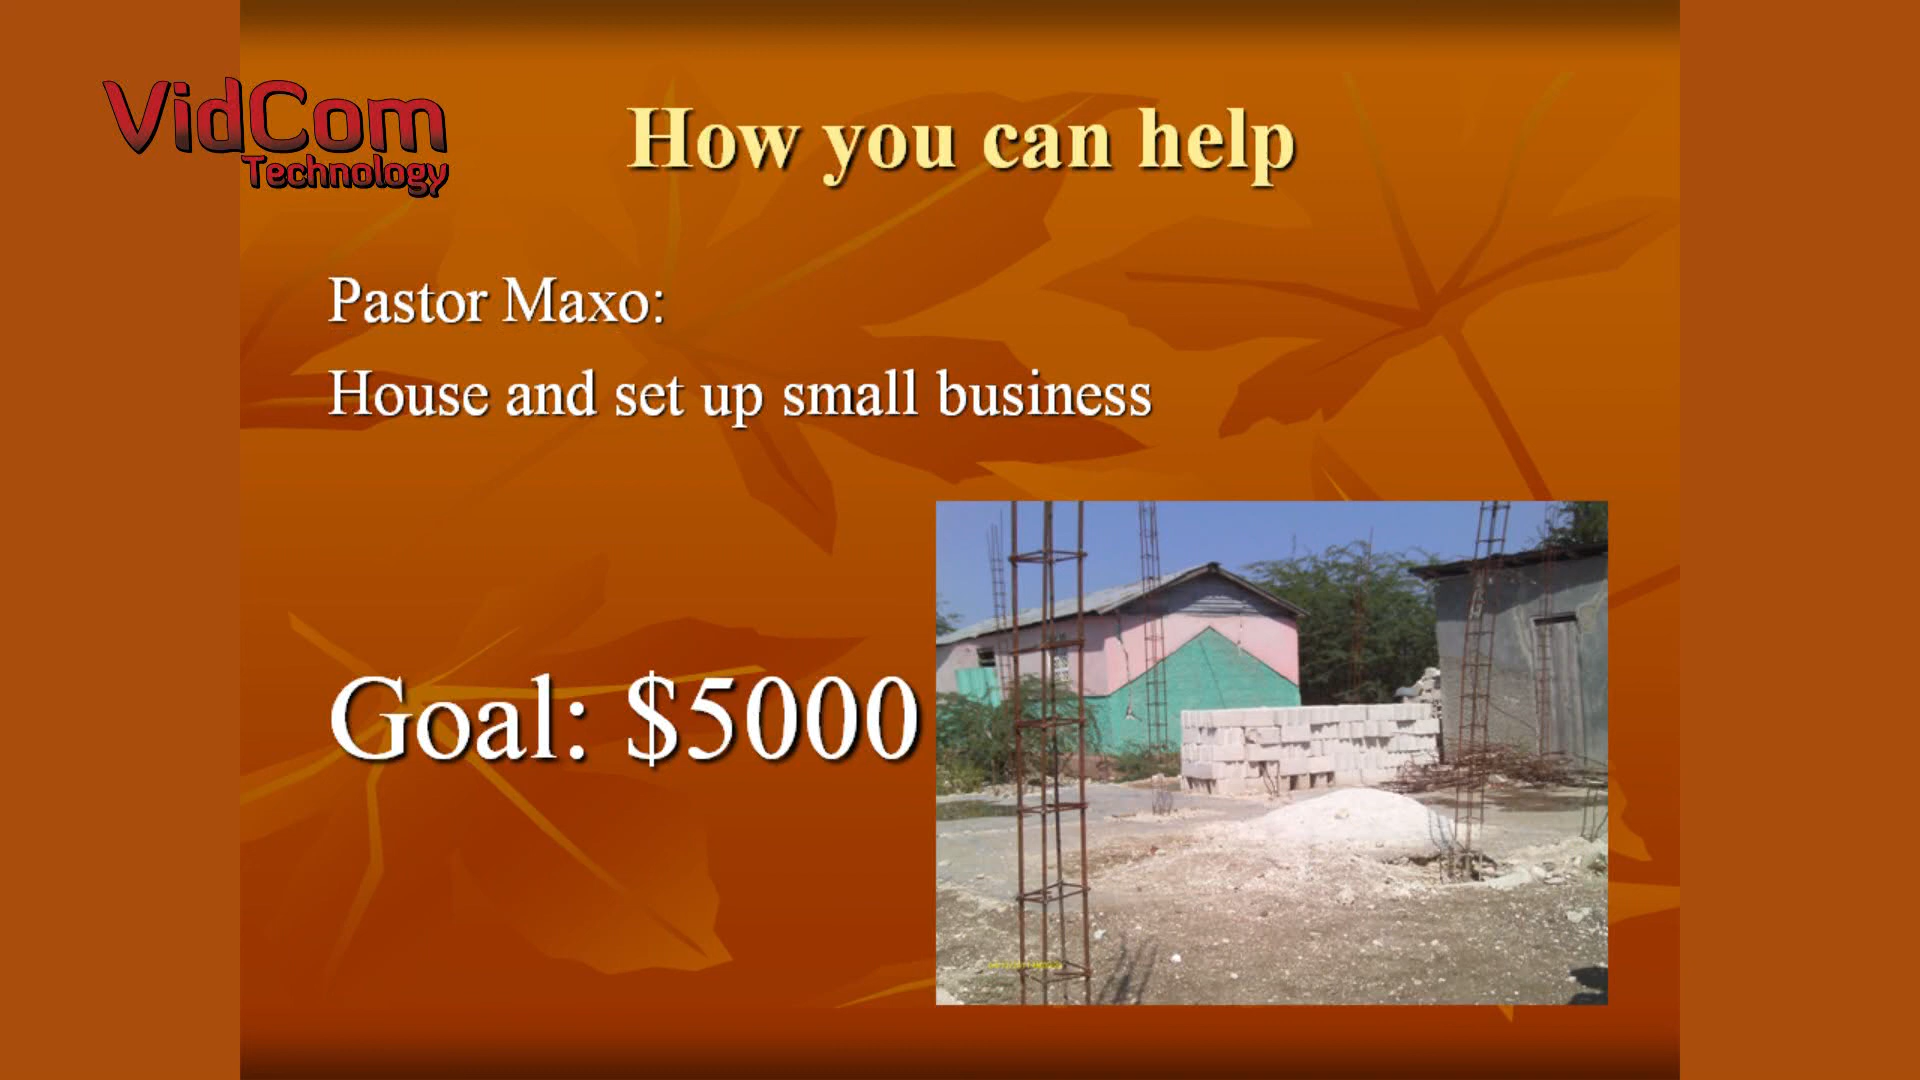 VidCom
Technology
How you can help
Pastor Maxo:
House and set up small business
Goal: $5000